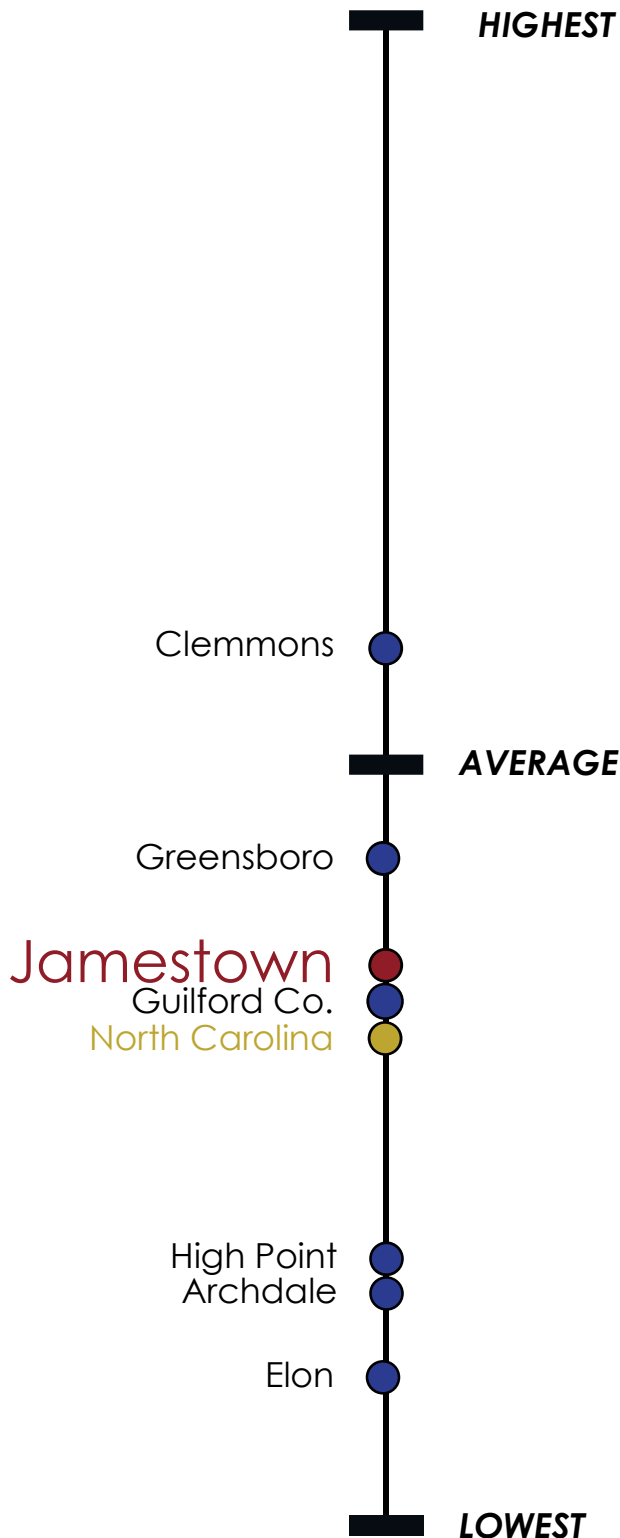 HIGHEST
Clemmons
AVERAGE
Greensboro
Jamestown
Guilford Co.
North Carolina
High Point
Archdale
Elon
LOWEST